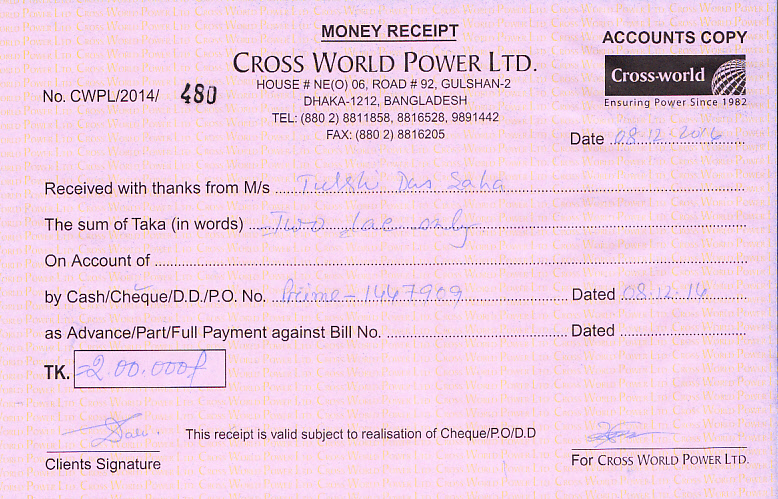 MONEY RECEIPT
ACCOUNTS COPY
CROSS WORLD POWER LTD.
Cross-world
Ensuring Power Since 1982
HOUSE # NE(O) 06, ROAD # 92, GULSHAN-2
DHAKA-1212, BANGLADESH
TEL: (880 2) 8811858, 8816528, 9891442
FAX: (880 2) 8816205
No. CWPL/2014/ 480
Date 08.12.2016
Received with thanks from M/s Tulshi Das Saha
The sum of Taka (in words) Two lac only
On Account of
by Cash/Cheque/D.D./P.O. No. Prime - 1447909 Dated 08.12.16
as Advance/Part/Full Payment against Bill No. Dated
TK. =2.00.000/
This receipt is valid subject to realisation of Cheque/P.O/D.D
Clients Signature
For CROSS WORLD POWER LTD.